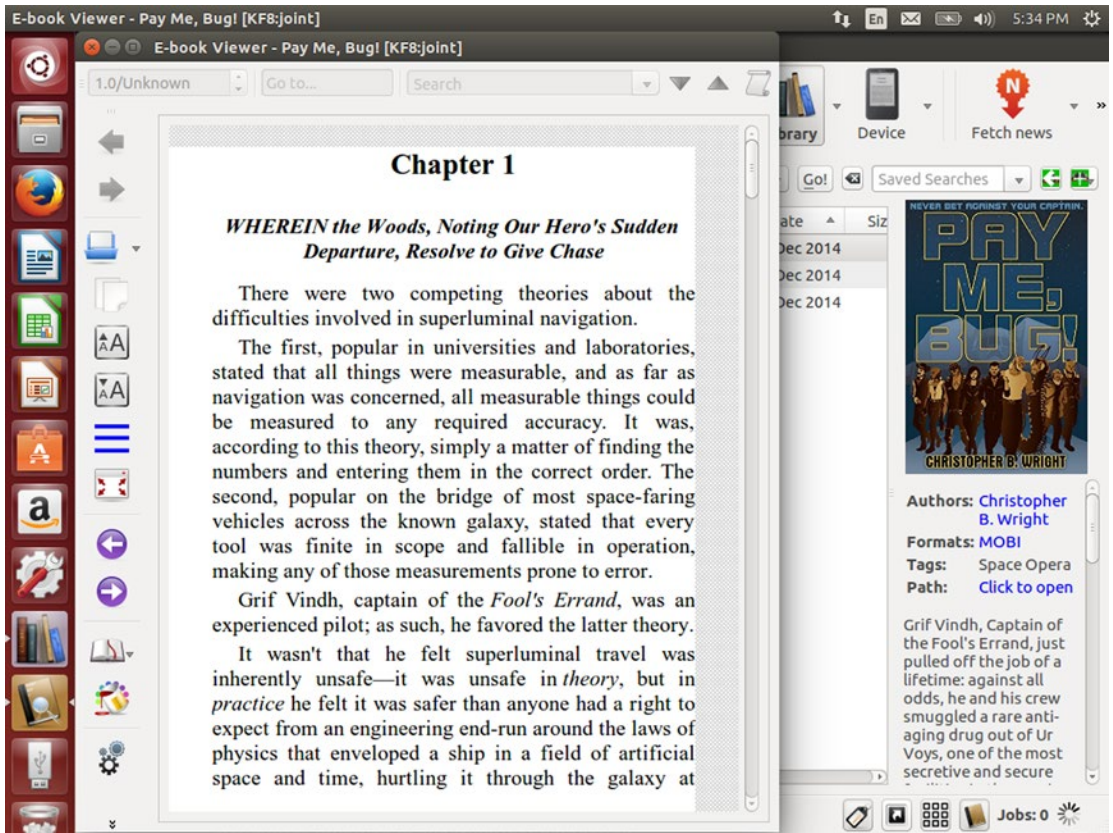 E-book Viewer - Pay Me, Bug! [KF8:joint]
En
5:34 PM
E-book Viewer - Pay Me, Bug! [KF8:joint]
1.0/Unknown
Go to...
Search
Chapter 1
WHEREIN the Woods, Noting Our Hero's Sudden
Departure, Resolve to Give Chase
There were two competing theories about the
difficulties involved in superluminal navigation.
The first, popular in universities and laboratories,
stated that all things were measurable, and as far as
navigation was concerned, all measurable things could
be measured to any required accuracy. It was,
according to this theory, simply a matter of finding the
numbers and entering them in the correct order. The
second, popular on the bridge of most space-faring
vehicles across the known galaxy, stated that every
tool was finite in scope and fallible in operation,
making any of those measurements prone to error.
Grif Vindh, captain of the Fool's Errand, was an
experienced pilot; as such, he favored the latter theory.
It wasn't that he felt superluminal travel was
inherently unsafe—it was unsafe in theory, but in
practice he felt it was safer than anyone had a right to
expect from an engineering end-run around the laws of
physics that enveloped a ship in a field of artificial
space and time, hurtling it through the galaxy at
AA
AA
a
brary
Device
N
Fetch news
»
Go!
Saved Searches
ate
Siz
Dec 2014
Dec 2014
Dec 2014
NEVER BET AGAINST YOUR CAPTAIN.
PAY
ME,
BUG!
CHRISTOPHER B. WRIGHT
Authors: Christopher
B. Wright
Formats: MOBI
Tags: Space Opera
Path: Click to open
Grif Vindh, Captain of
the Fool's Errand, just
pulled off the job of a
lifetime: against all
odds, he and his crew
smuggled a rare anti-
aging drug out of Ur
Voys, one of the most
secretive and secure
Jobs: 0